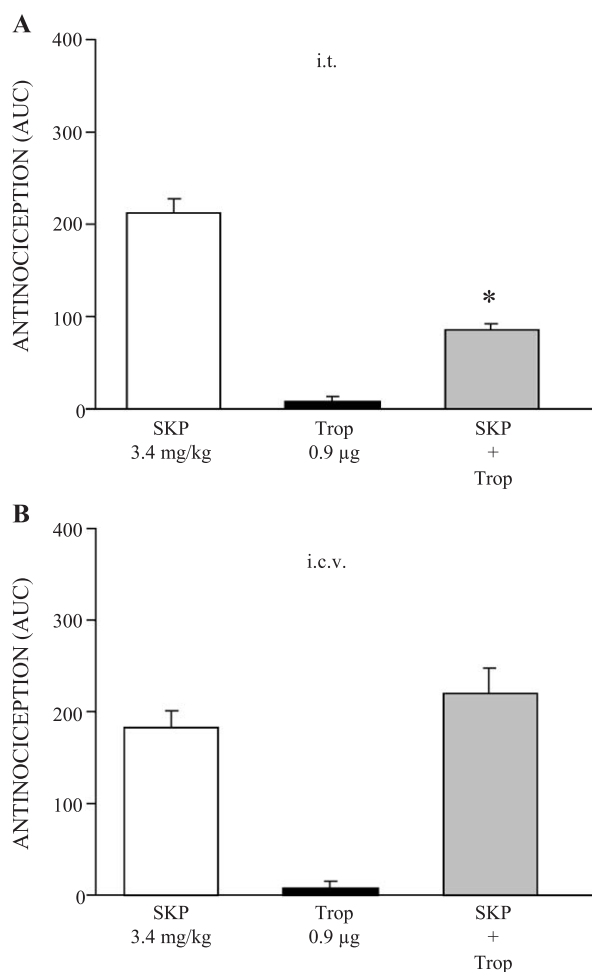 A
400
i.t.
300
200
100
0
ANTINOCICEPTION (AUC)
*
SKP
3.4 mg/kg
Trop
0.9 µg
SKP
+
Trop
B
400
i.c.v.
300
200
100
0
ANTINOCICEPTION (AUC)
SKP
3.4 mg/kg
Trop
0.9 µg
SKP
+
Trop